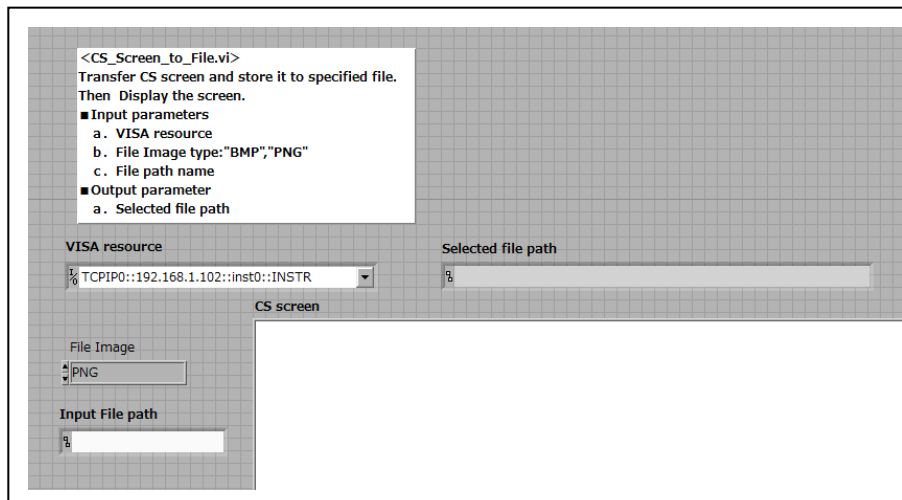 <CS_Screen_to_File.vi>
Transfer CS screen and store it to specified file.
Then Display the screen.
■Input parameters
a. VISA resource
b. File Image type:"BMP","PNG"
c. File path name
■Output parameter
a. Selected file path
VISA resource
TCPIP0::192.168.1.102::inst0::INSTR
Selected file path
CS screen
File Image
PNG
Input File path